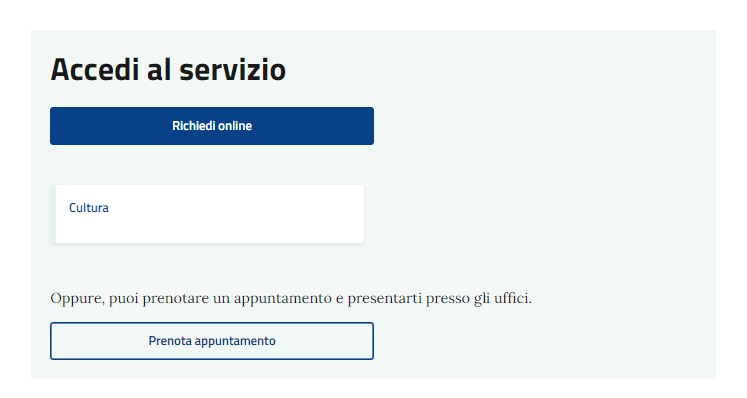 Accedi al servizio
Richiedi online
Cultura
Oppure, puoi prenotare un appuntamento e presentarti presso gli uffici.
Prenota appuntamento